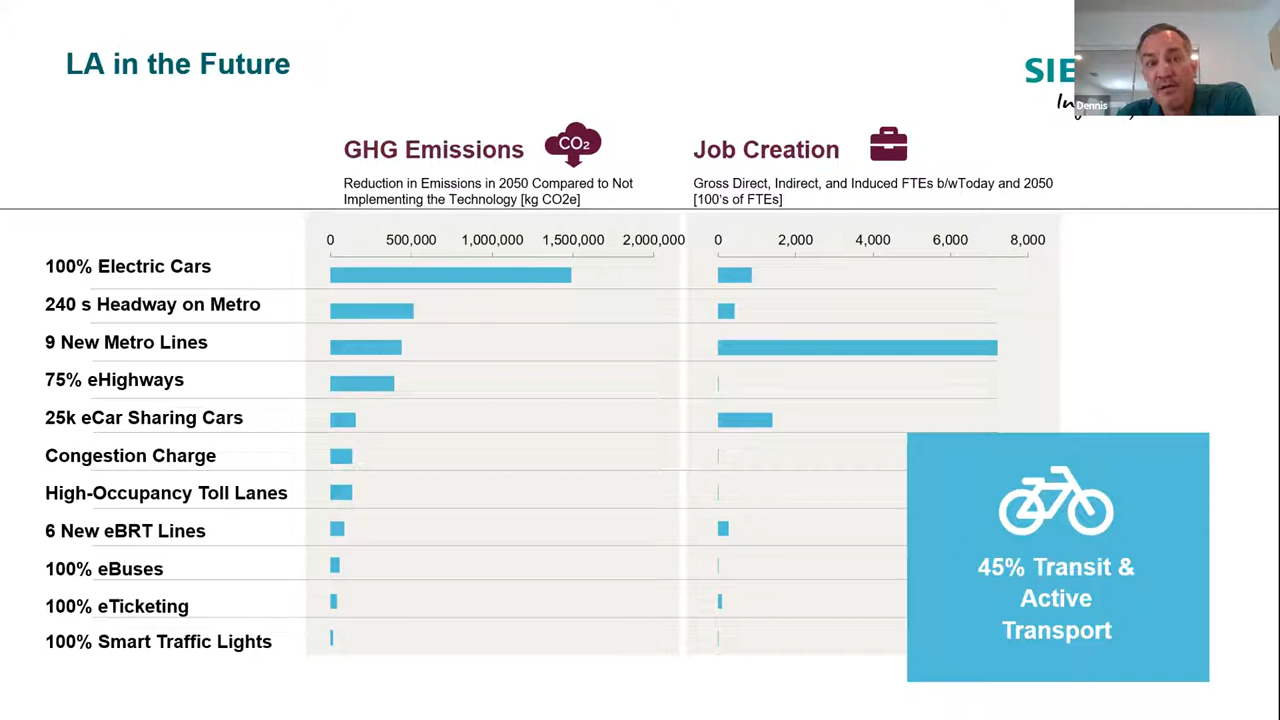 LA in the Future
SIE
Dennis
GHG Emissions
CO2
Job Creation
Reduction in Emissions in 2050 Compared to Not
Implementing the Technology [kg CO2e]
Gross Direct, Indirect, and Induced FTEs b/wToday and 2050
[100's of FTEs]
0 500,000 1,000,000 1,500,000 2,000,000
0 2,000 4,000 6,000 8,000
100% Electric Cars
240 s Headway on Metro
9 New Metro Lines
75% eHighways
25k eCar Sharing Cars
Congestion Charge
High-Occupancy Toll Lanes
6 New eBRT Lines
100% eBuses
100% eTicketing
100% Smart Traffic Lights
45% Transit &
Active
Transport